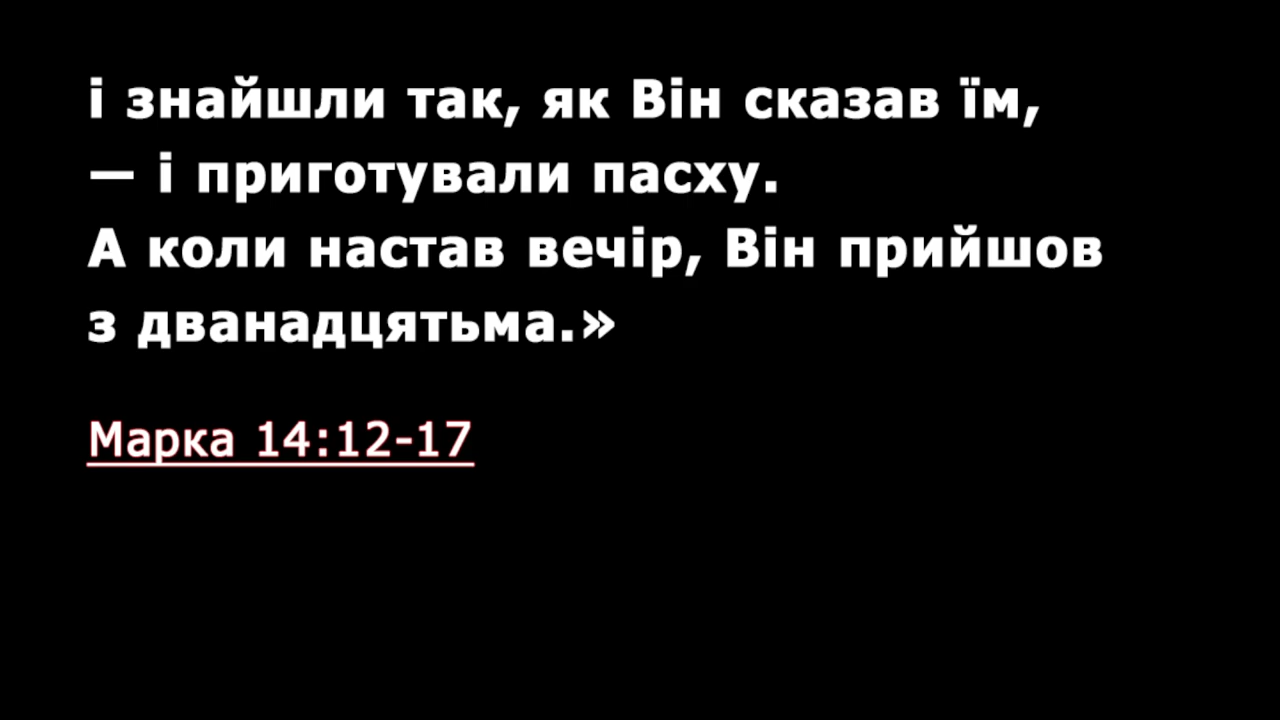 і знайшли так, як Він сказав їм,
— і приготували пасху.
А коли настав вечір, Він прийшов
з дванадцятьма.»
Марка 14:12-17